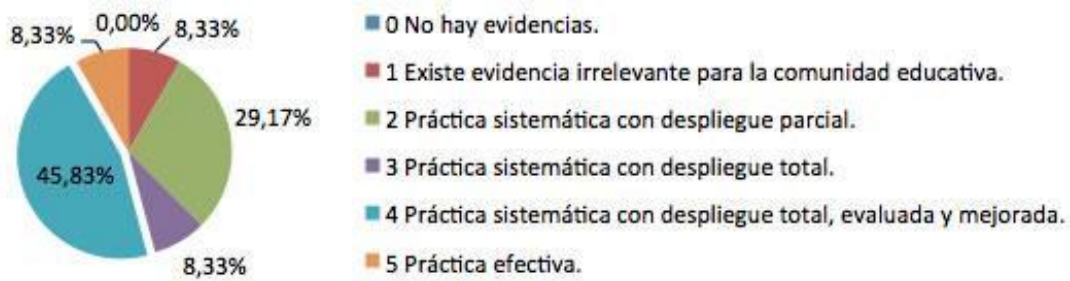 0,00%
8,33%
8,33%
29,17%
45,83%
8,33%
0 No hay evidencias.
1 Existe evidencia irrelevante para la comunidad educativa.
2 Práctica sistemática con despliegue parcial.
3 Práctica sistemática con despliegue total.
4 Práctica sistemática con despliegue total, evaluada y mejorada.
5 Práctica efectiva.